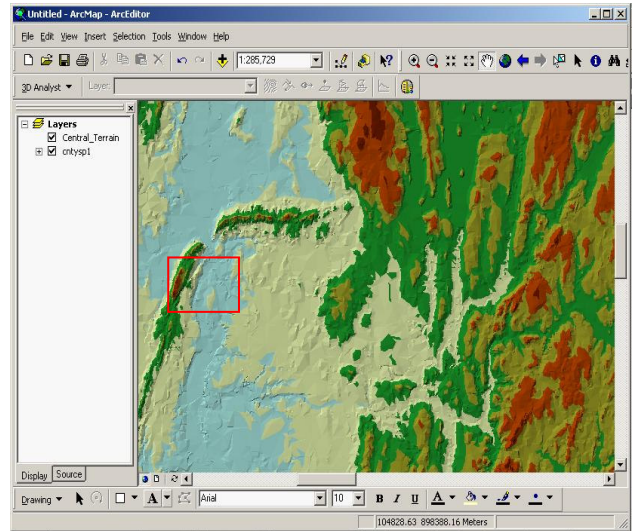 Untitled - ArcMap - ArcEditor
File Edit View Insert Selection Tools Window Help
1:285,729
3D Analyst Layer:
Layers
Central_Terrain
cntysp1
Display Source
Drawing A Arial 10 B I U A
104828.63 898388.16 Meters